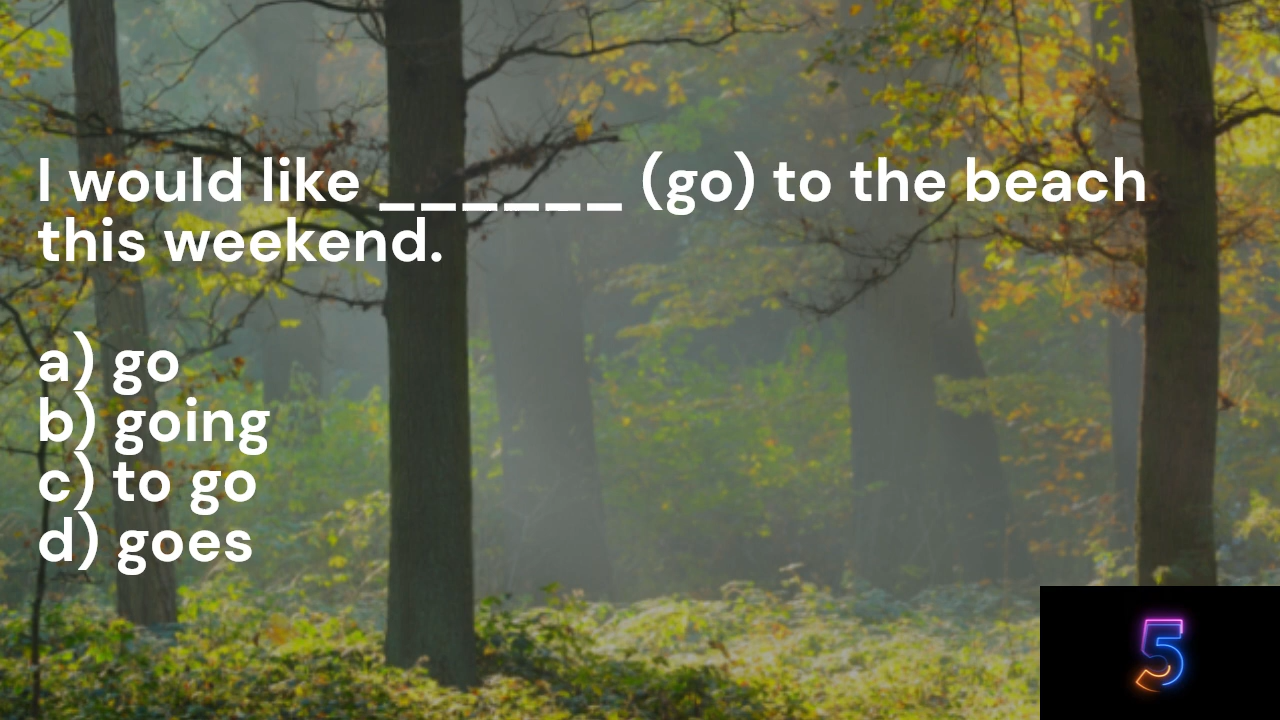 I would like ______ (go) to the beach
this weekend.
a) go
b) going
c) to go
d) goes
5